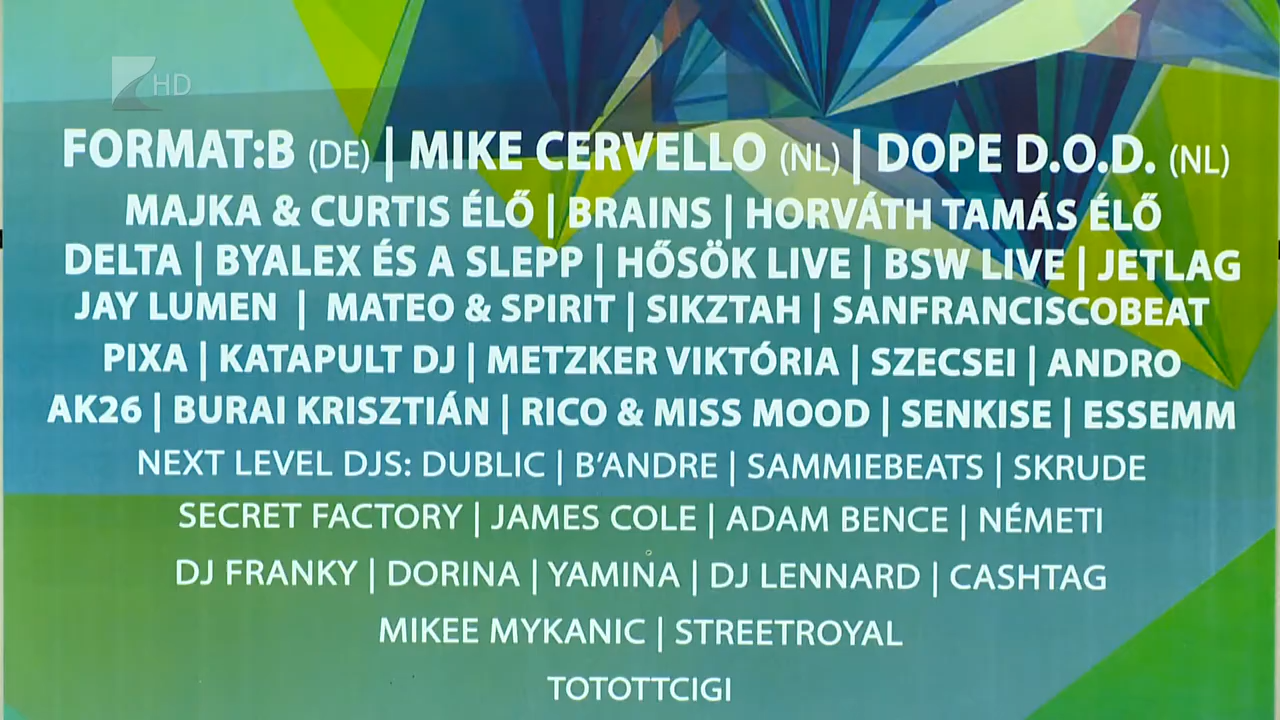 HD
FORMAT:B (DE) | MIKE CERVELLO (NL) | DOPE D.O.D. (NL)
MAJKA & CURTIS ÉLŐ | BRAINS | HORVÁTH TAMÁS ÉLŐ
DELTA | BYALEX ÉS A SLEPP | HŐSÖK LIVE | BSW LIVE | JETLAG
JAY LUMEN | MATEO & SPIRIT | SIKZTAH | SANFRANCISCOBEAT
PIXA | KATAPULT DJ | METZKER VIKTÓRIA | SZECSEI | ANDRO
AK26 | BURAI KRISZTIÁN | RICO & MISS MOOD | SENKISE | ESSEMM
NEXT LEVEL DJS: DUBLIC | B'ANDRE | SAMMIEBEATS | SKRUDE
SECRET FACTORY | JAMES COLE | ADAM BENCE | NÉMETI
DJ FRANKY | DORINA | YAMINA | DJ LENNARD | CASHTAG
MIKEE MYKANIC | STREETROYAL
TOTOTTCIGI